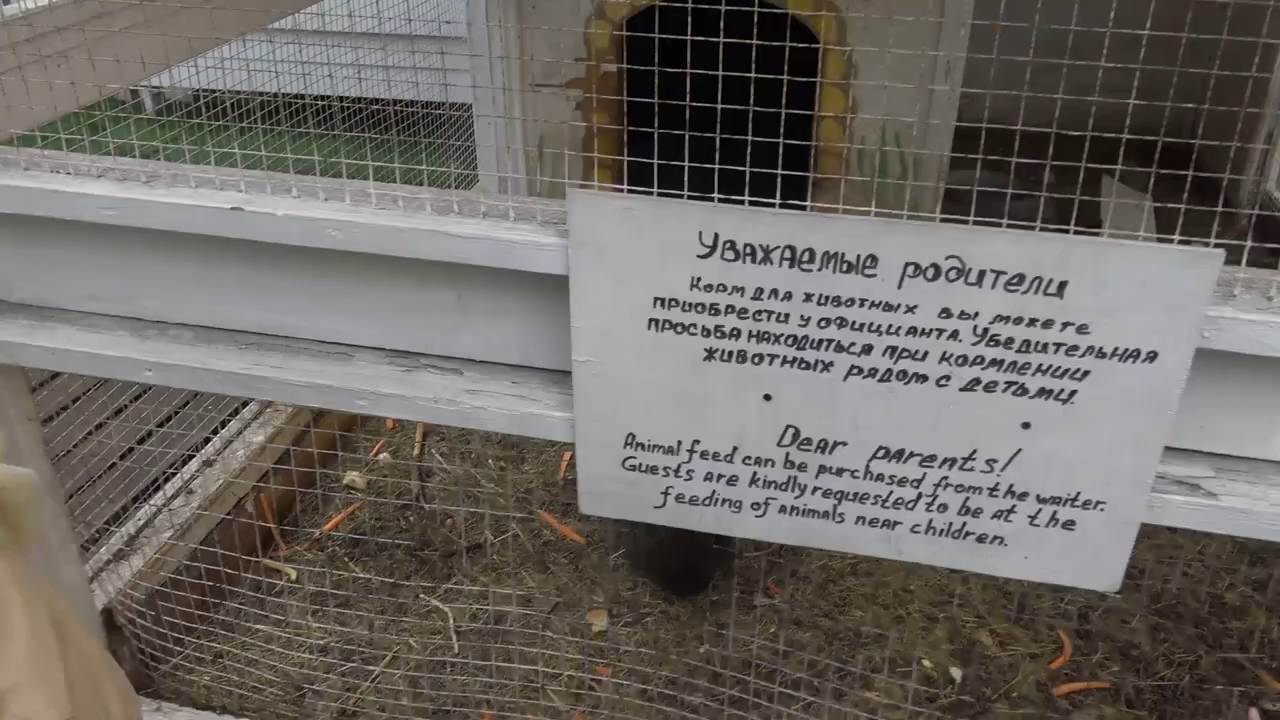 Уважаемые родители
Корм для животных вы можете
приобрести у официанта. Убедительная
просьба находиться при кормлении
животных рядом с детьми.
Dear parents!
Animal feed can be purchased from the waiter.
Guests are kindly requested to be at the
feeding of animals near children.